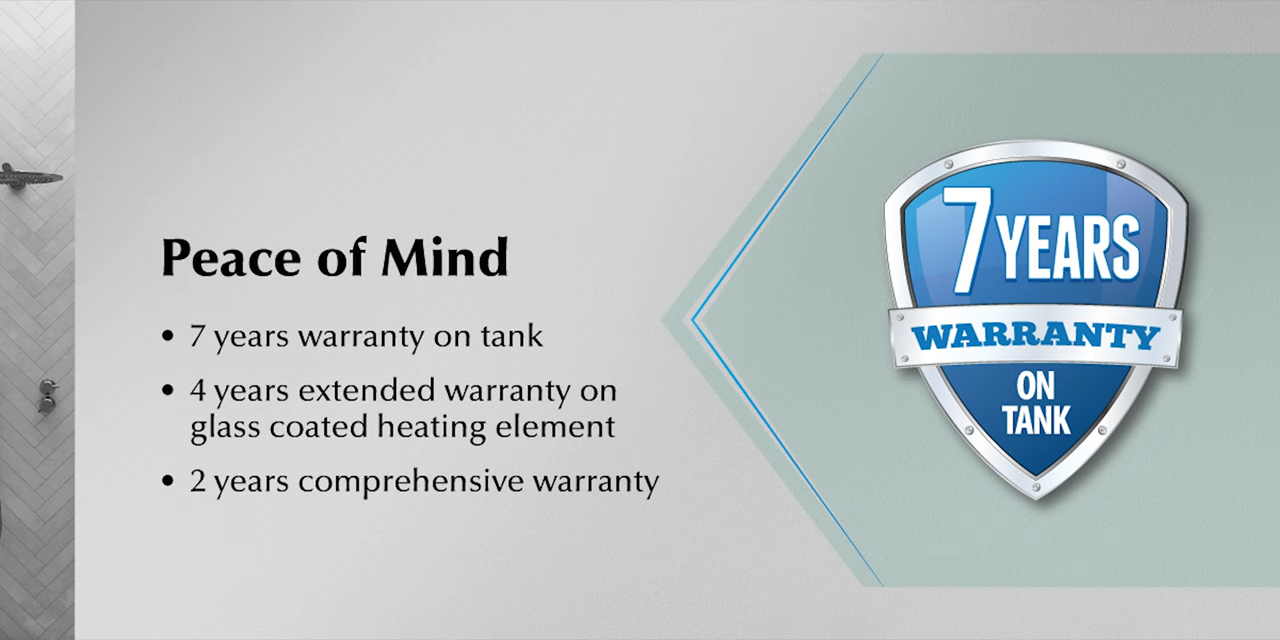 Peace of Mind
• 7 years warranty on tank
• 4 years extended warranty on
glass coated heating element
• 2 years comprehensive warranty
7 YEARS
WARRANTY
ON
TANK